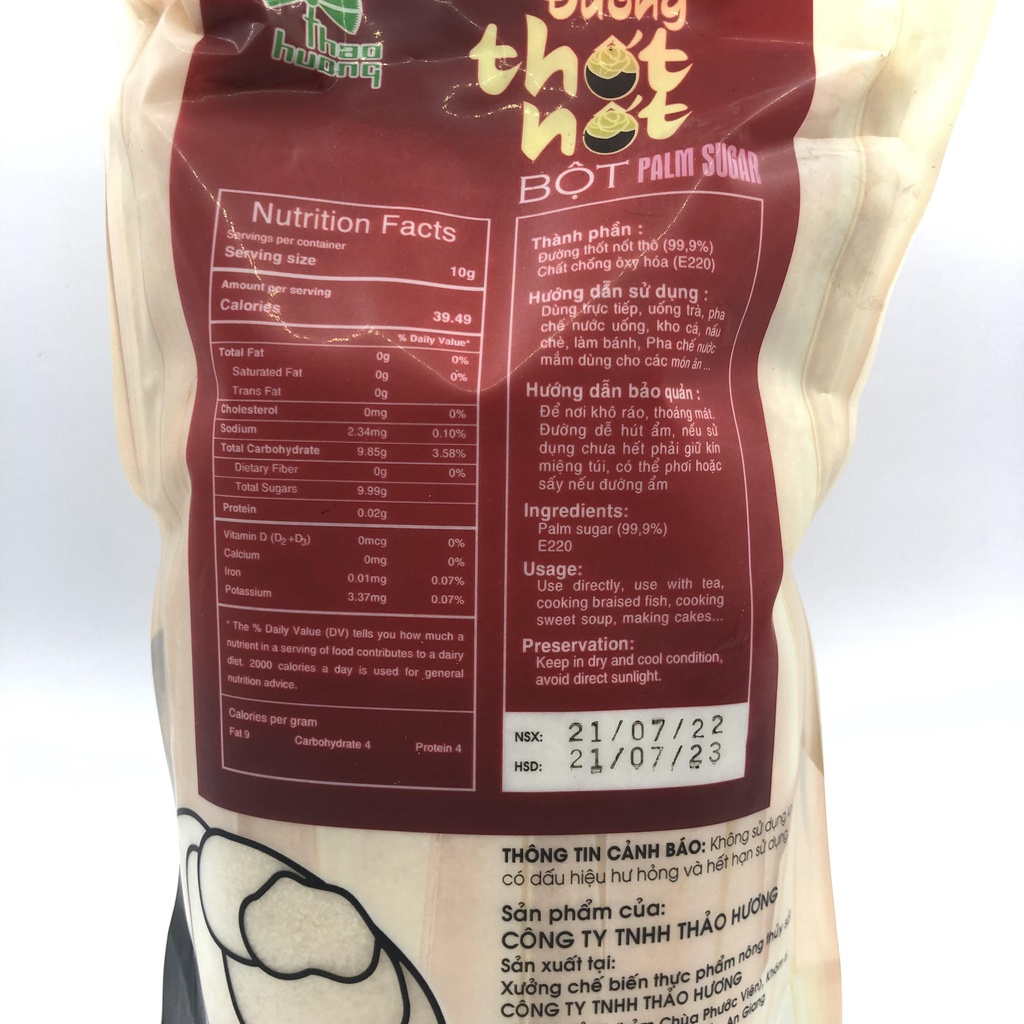 thao
huong
Đường
thốt
nốt
BỘT PALM SUGAR
Nutrition Facts
Servings per container
Serving size 10g
Amount per serving
Calories 39.49
% Daily Value*
Total Fat 0g 0%
Saturated Fat 0g 0%
Trans Fat 0g
Cholesterol 0mg 0%
Sodium 2.34mg 0.10%
Total Carbohydrate 9.85g 3.58%
Dietary Fiber 0g 0%
Total Sugars 9.99g
Protein 0.02g
Vitamin D (D2+D3) 0mcg 0%
Calcium 0mg 0%
Iron 0.01mg 0.07%
Potassium 3.37mg 0.07%
* The % Daily Value (DV) tells you how much a
nutrient in a serving of food contributes to a dairy
diet. 2000 calories a day is used for general
nutrition advice.
Calories per gram
Fat 9 Carbohydrate 4 Protein 4
Thành phần :
Đường thốt nốt thô (99,9%)
Chất chống ôxy hóa (E220)
Hướng dẫn sử dụng :
Dùng trực tiếp, uống trà, pha
chế nước uống, kho cá, nấu
chè, làm bánh, Pha chế nước
mắm dùng cho các món ăn ...
Hướng dẫn bảo quản :
Để nơi khô ráo, thoáng mát.
Đường dễ hút ẩm, nếu sử
dụng chưa hết phải giữ kín
miệng túi, có thể phơi hoặc
sấy nếu đường ẩm
Ingredients:
Palm sugar (99,9%)
E220
Usage:
Use directly, use with tea,
cooking braised fish, cooking
sweet soup, making cakes...
Preservation:
Keep in dry and cool condition,
avoid direct sunlight.
NSX: 21/07/22
HSD: 21/07/23
THÔNG TIN CẢNH BÁO: Không sử dụng
có dấu hiệu hư hỏng và hết hạn sử dụng
Sản phẩm của:
CÔNG TY TNHH THẢO HƯƠNG
Sản xuất tại:
Xưởng chế biến thực phẩm nông thủy
CÔNG TY TNHH THẢO HƯƠNG
Chùa Phước Viên
An Giang